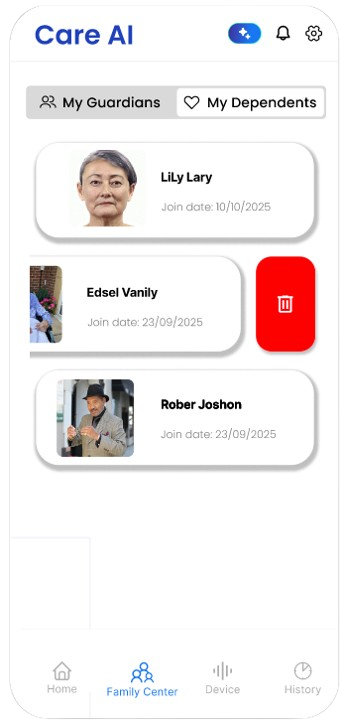 Care AI
My Guardians
My Dependents
LiLy Lary
Join date: 10/10/2025
Edsel Vanily
Join date: 23/09/2025
Rober Joshon
Join date: 23/09/2025
Home
Family Center
Device
History